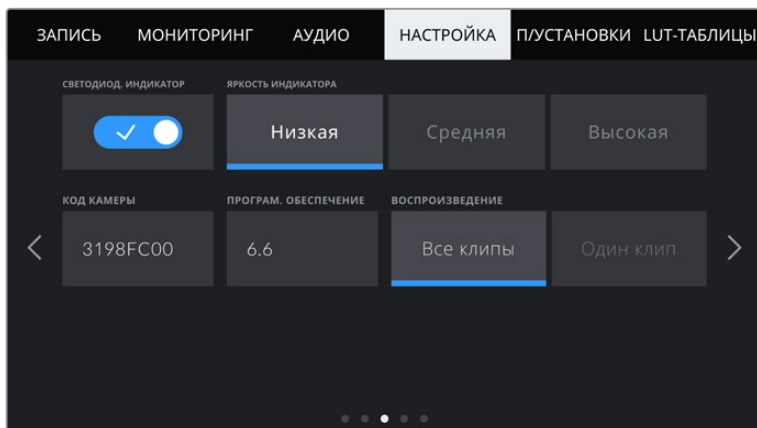 ЗАПИСЬ МОНИТОРИНГ АУДИО НАСТРОЙКА П/УСТАНОВКИ LUT-ТАБЛИЦЫ
СВЕТОДИОД. ИНДИКАТОР ЯРКОСТЬ ИНДИКАТОРА
Низкая Средняя Высокая
КОД КАМЕРЫ ПРОГРАМ. ОБЕСПЕЧЕНИЕ ВОСПРОИЗВЕДЕНИЕ
3198FC00 6.6 Все клипы Один клип